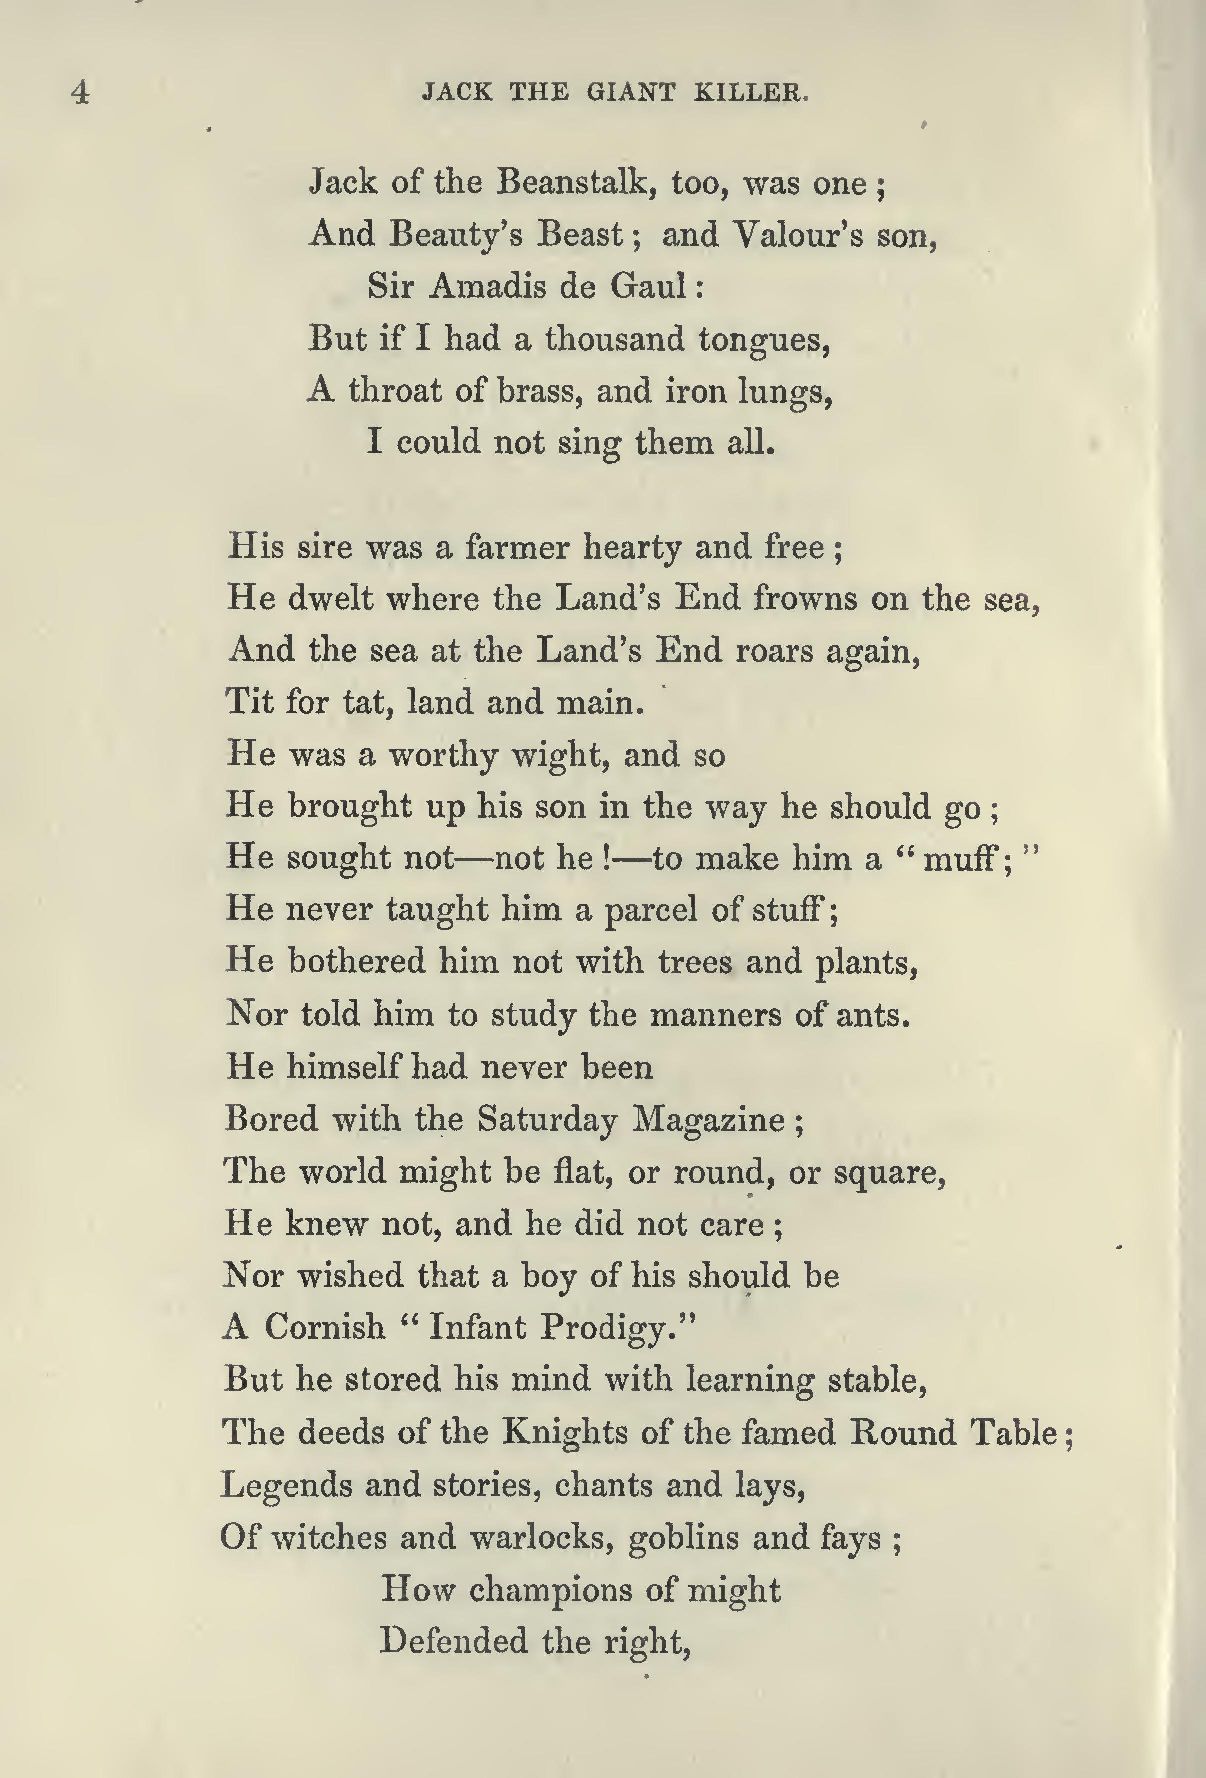 4 JACK THE GIANT KILLER.
Jack of the Beanstalk, too, was one ;
And Beauty's Beast ; and Valour's son,
Sir Amadis de Gaul :
But if I had a thousand tongues,
A throat of brass, and iron lungs,
I could not sing them all.
His sire was a farmer hearty and free ;
He dwelt where the Land's End frowns on the sea,
And the sea at the Land's End roars again,
Tit for tat, land and main.
He was a worthy wight, and so
He brought up his son in the way he should go ;
He sought not—not he !—to make him a “ muff ; ”
He never taught him a parcel of stuff ;
He bothered him not with trees and plants,
Nor told him to study the manners of ants.
He himself had never been
Bored with the Saturday Magazine ;
The world might be flat, or round, or square,
He knew not, and he did not care ;
Nor wished that a boy of his should be
A Cornish “ Infant Prodigy.”
But he stored his mind with learning stable,
The deeds of the Knights of the famed Round Table ;
Legends and stories, chants and lays,
Of witches and warlocks, goblins and fays ;
How champions of might
Defended the right,